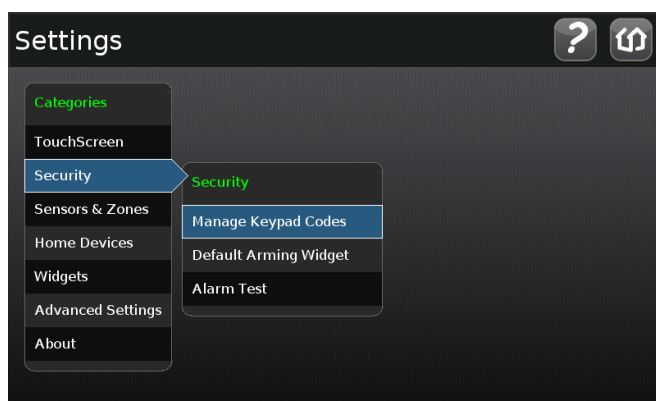 Settings
?
Categories
TouchScreen
Security
Sensors & Zones
Home Devices
Widgets
Advanced Settings
About
Security
Manage Keypad Codes
Default Arming Widget
Alarm Test